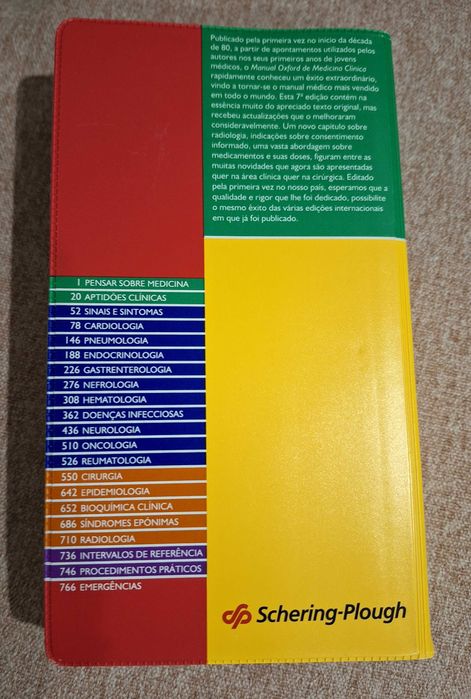 Publicado pela primeira vez no início da década
de 80, a partir de apontamentos utilizados pelos
autores nos seus primeiros anos de jovens
médicos, o Manual Oxford de Medicina Clínica
rapidamente conheceu um êxito extraordinário,
vindo a tornar-se o manual médico mais vendido
em todo o mundo. Esta 7ª edição contém na
essência muito do apreciado texto original, mas
recebeu actualizações que o melhoraram
consideravelmente. Um novo capítulo sobre
radiologia, indicações sobre consentimento
informado, uma vasta abordagem sobre
medicamentos e suas doses, figuram entre as
muitas novidades que agora são apresentadas
quer na área clínica quer na cirúrgica. Editado
pela primeira vez no nosso país, esperamos que a
qualidade e rigor que lhe foi dedicado, possibilite
o mesmo êxito das várias edições internacionais
em que já foi publicado.
1 PENSAR SOBRE MEDICINA
20 APTIDÕES CLÍNICAS
52 SINAIS E SINTOMAS
78 CARDIOLOGIA
146 PNEUMOLOGIA
188 ENDOCRINOLOGIA
226 GASTRENTEROLOGIA
276 NEFROLOGIA
308 HEMATOLOGIA
362 DOENÇAS INFECCIOSAS
436 NEUROLOGIA
510 ONCOLOGIA
526 REUMATOLOGIA
550 CIRURGIA
642 EPIDEMIOLOGIA
652 BIOQUÍMICA CLÍNICA
686 SÍNDROMES EPÓNIMAS
710 RADIOLOGIA
736 INTERVALOS DE REFERÊNCIA
746 PROCEDIMENTOS PRÁTICOS
766 EMERGÊNCIAS
Schering-Plough